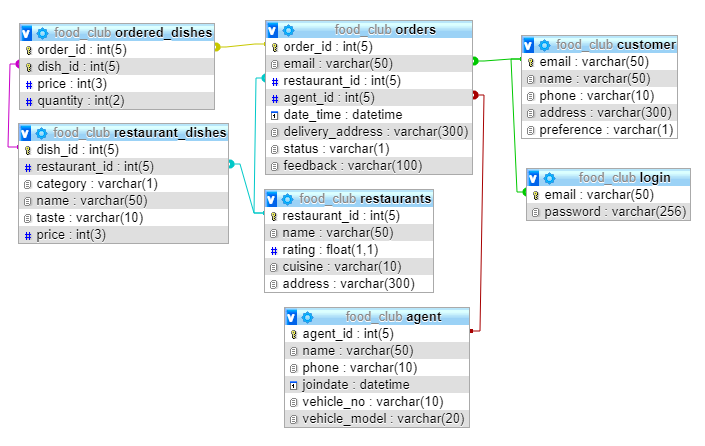 food_club ordered_dishes
order_id : int(5)
dish_id : int(5)
price : int(3)
quantity : int(2)
food_club restaurant_dishes
dish_id : int(5)
restaurant_id : int(5)
category : varchar(1)
name : varchar(50)
taste : varchar(10)
price : int(3)
food_club orders
order_id : int(5)
email : varchar(50)
restaurant_id : int(5)
agent_id : int(5)
date_time : datetime
delivery_address : varchar(300)
status : varchar(1)
feedback : varchar(100)
food_club restaurants
restaurant_id : int(5)
name : varchar(50)
rating : float(1,1)
cuisine : varchar(10)
address : varchar(300)
food_club agent
agent_id : int(5)
name : varchar(50)
phone : varchar(10)
joindate : datetime
vehicle_no : varchar(10)
vehicle_model : varchar(20)
food_club customer
email : varchar(50)
name : varchar(50)
phone : varchar(10)
address : varchar(300)
preference : varchar(1)
food_club login
email : varchar(50)
password : varchar(256)